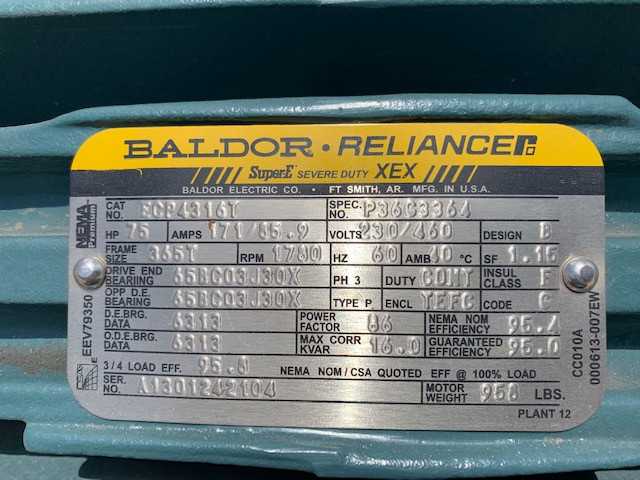 BALDOR • RELIANCER
SUPER-E SEVERE DUTY XEX
BALDOR ELECTRIC CO. • FT SMITH, AR. MFG. IN U.S.A.
NEMA Premium
CAT NO. ECP4316T SPEC. NO. P36G3364
HP 75 AMPS 171/85.9 VOLTS 230/460 DESIGN B
FRAME SIZE 365T RPM 1780 HZ 60 AMB 40 °C SF 1.15
DRIVE END BEARING 65BC03J30X PH 3 DUTY CONT INSUL CLASS F
OPP D.E. BEARING 65BC03J30X TYPE P ENCL TEFC CODE G
D.E.BRG. DATA 6313 POWER FACTOR 86 NEMA NOM EFFICIENCY 95.4
O.D.E.BRG. DATA 6313 MAX CORR KVAR 16.0 GUARANTEED EFFICIENCY 95.0
3/4 LOAD EFF. 95.8 NEMA NOM/CSA QUOTED EFF @ 100% LOAD
SER. NO. A1301242104 MOTOR WEIGHT 958 LBS.
PLANT 12
EEV79350
CC010A
000613-007EW